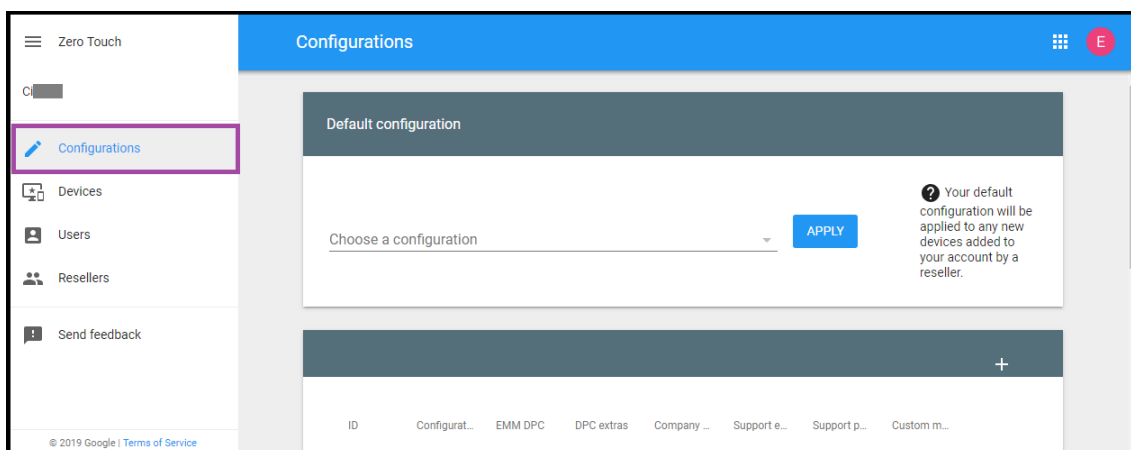 Zero Touch
Configurations
E
Ci
Configurations
Devices
Users
Resellers
Send feedback
© 2019 Google | Terms of Service
Default configuration
Choose a configuration
APPLY
? Your default
configuration will be
applied to any new
devices added to
your account by a
reseller.
+
ID Configurat... EMM DPC DPC extras Company ... Support e... Support p... Custom m...